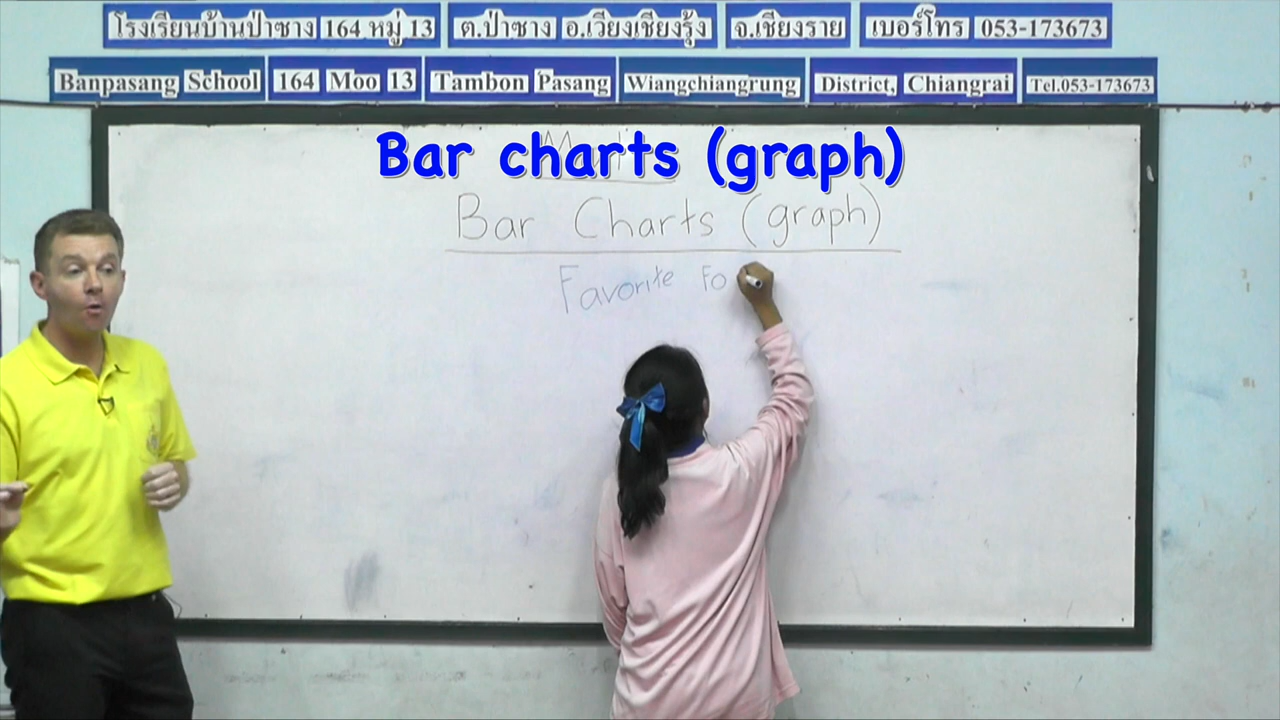 โรงเรียนบ้านป่าซาง 164 หมู่ 13 ต.ป่าซาง อ.เวียงเชียงรุ้ง จ.เชียงราย เบอร์โทร 053-173673
Banpasang School 164 Moo 13 Tambon Pasang Wiangchiangrung District, Chiangrai Tel.053-173673
Bar charts (graph)
Bar Charts (graph)
Favorite Fo